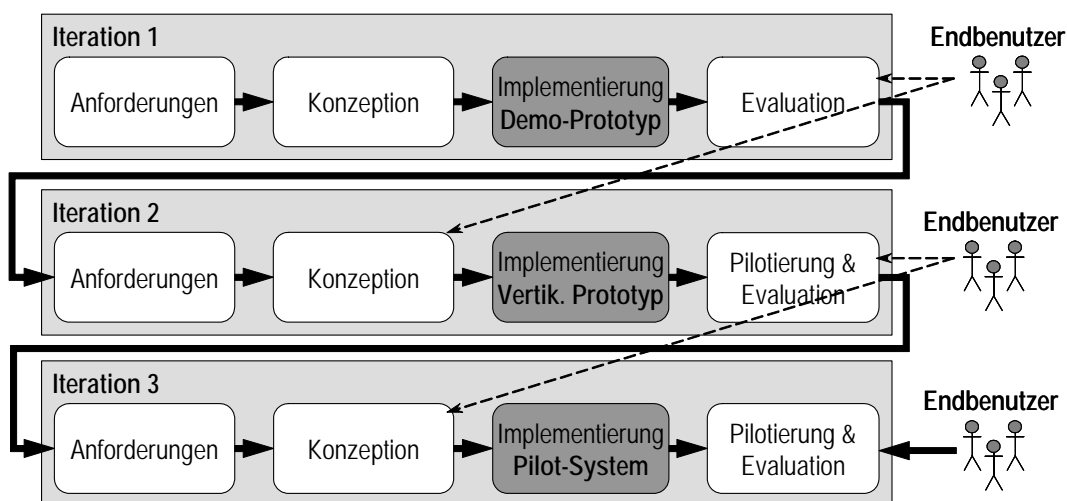 Iteration 1
Endbenutzer
Anforderungen
Konzeption
Implementierung
Demo-Prototyp
Evaluation
Iteration 2
Endbenutzer
Anforderungen
Konzeption
Implementierung
Vertik. Prototyp
Pilotierung &
Evaluation
Iteration 3
Endbenutzer
Anforderungen
Konzeption
Implementierung
Pilot-System
Pilotierung &
Evaluation